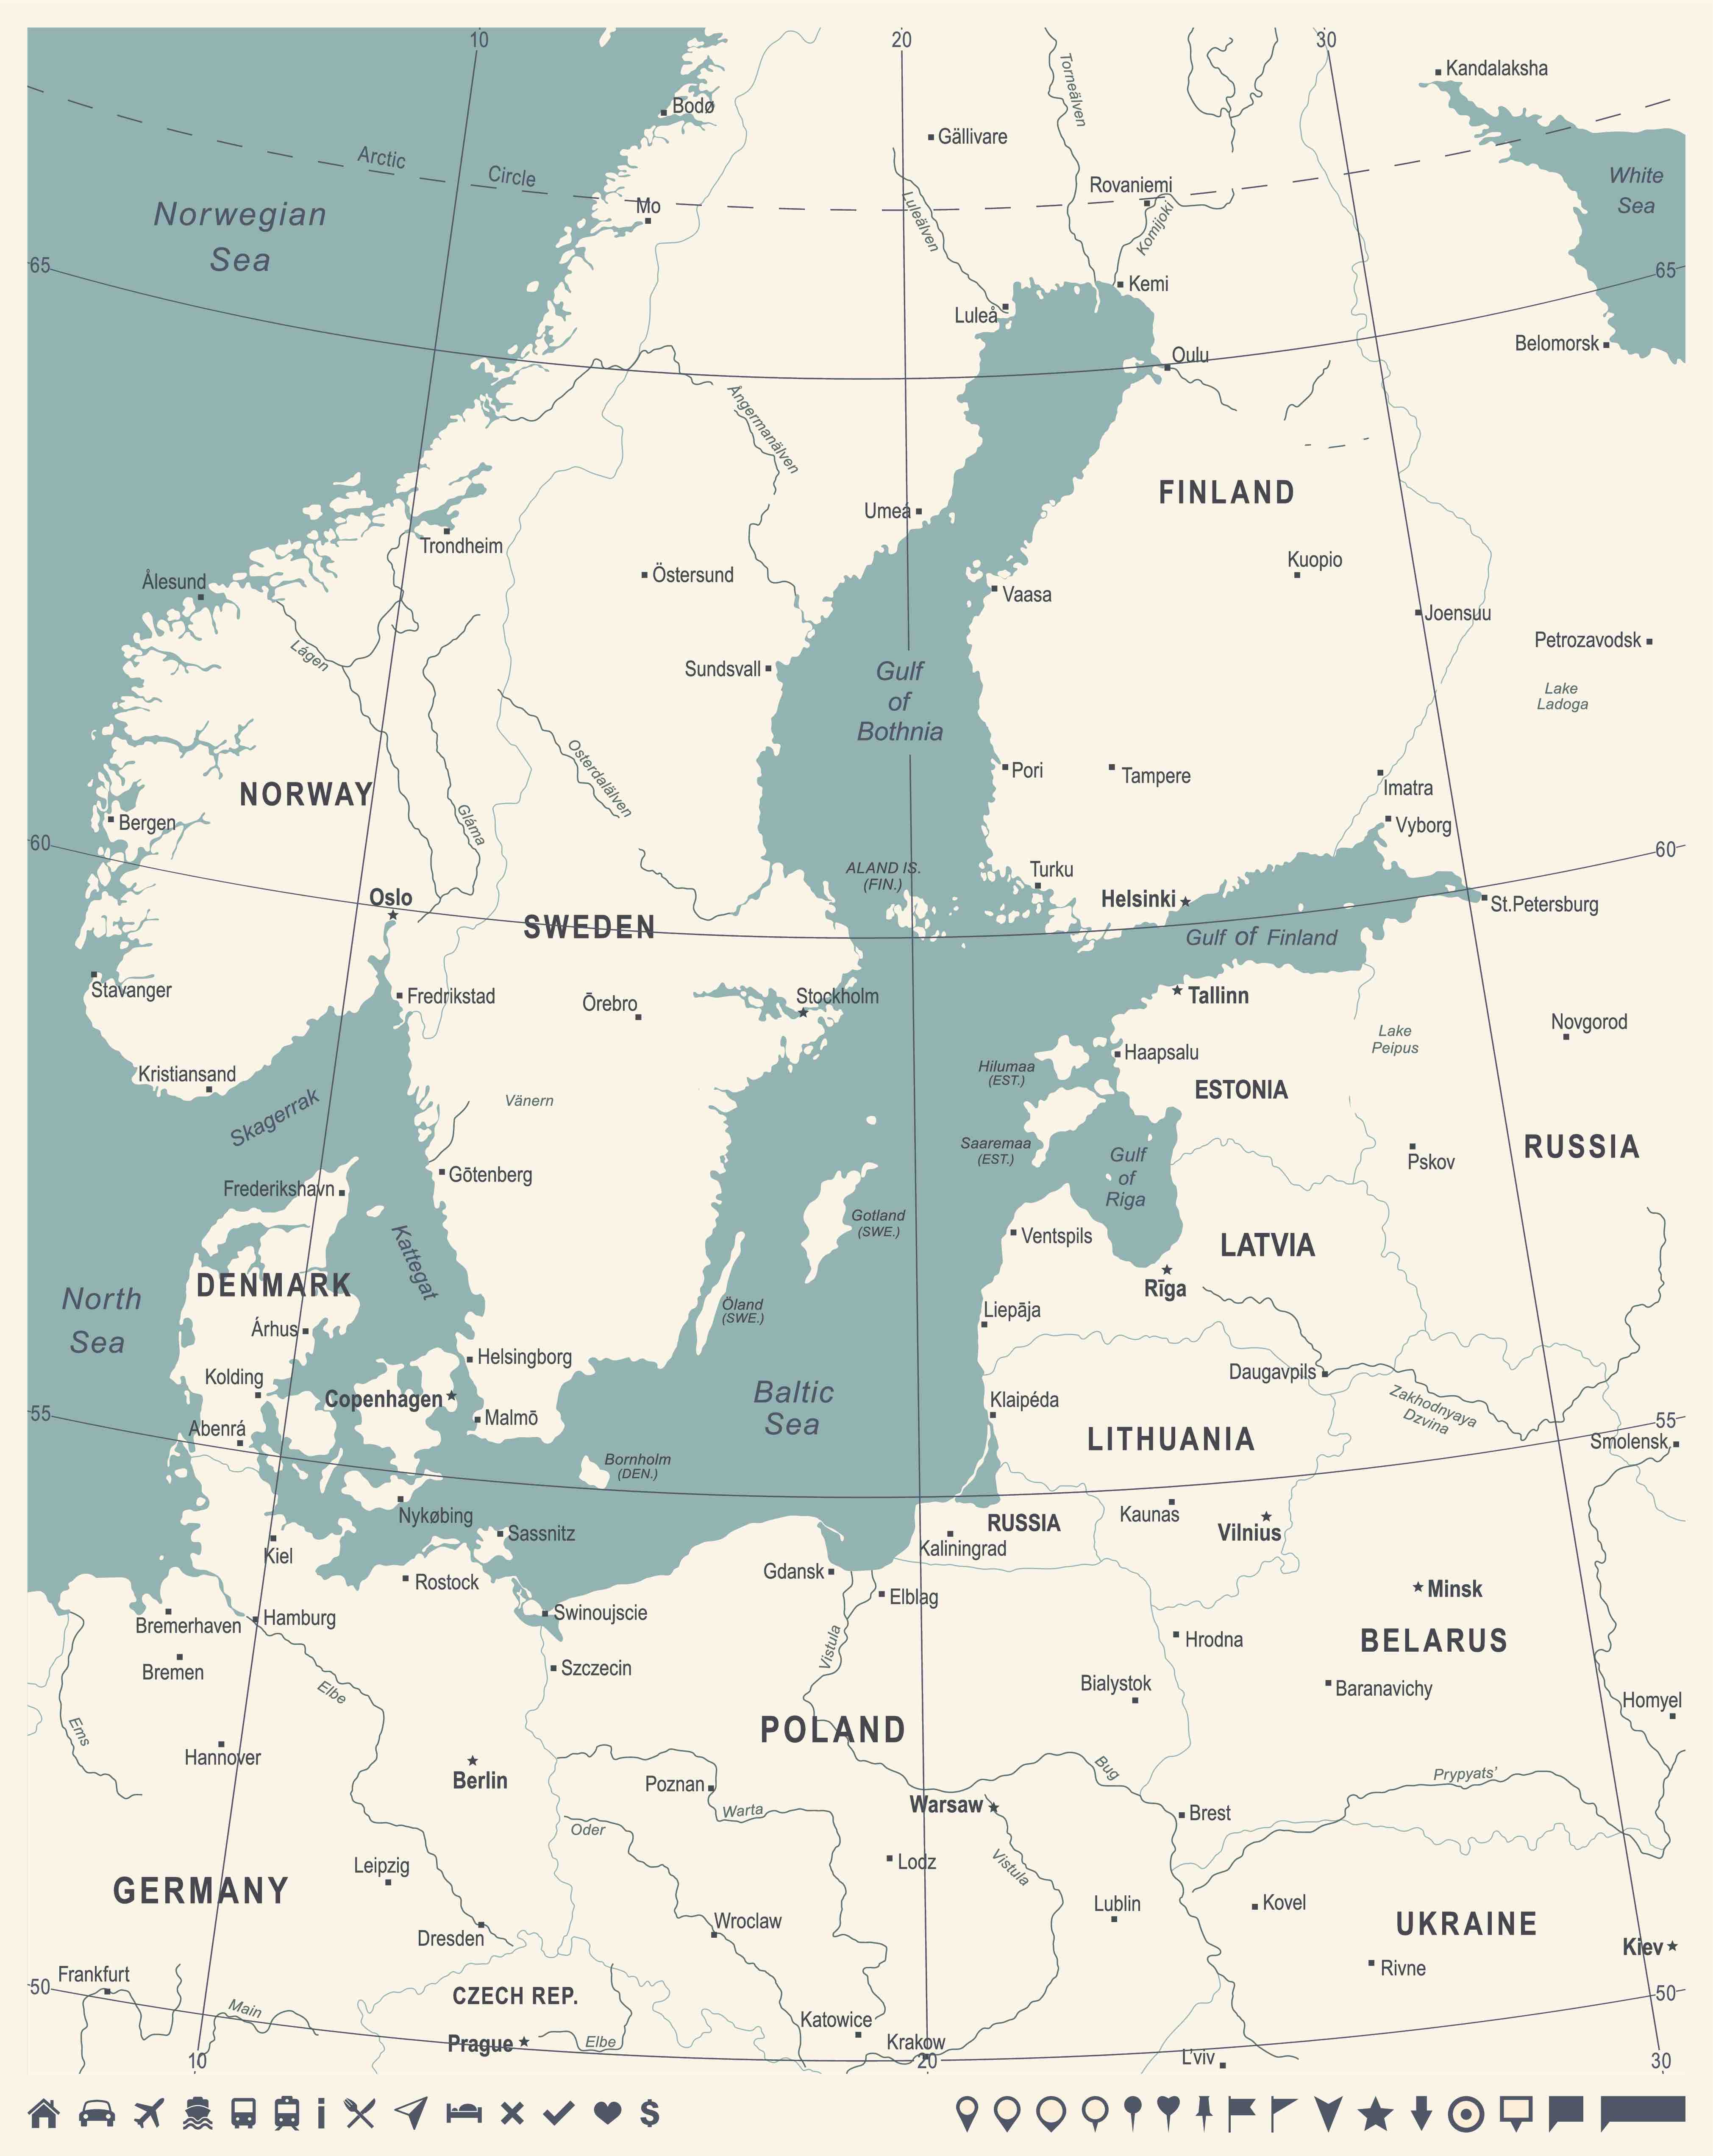 10
20
30
Kandalaksha
Bodø
Torneälven
Gällivare
Arctic
Circle
White
Sea
Rovaniemi
Mo
Norwegian
Sea
Luleälven
Komijoki
65
65
Kemi
Luleå
Belomorsk
Oulu
Ångermanälven
FINLAND
Umeá
Trondheim
Kuopio
Östersund
Ålesund
Vaasa
Joensuu
Petrozavodsk
Lágen
Sundsvall
Gulf
of
Bothnia
Lake
Ladoga
Osterdalälven
Pori
Tampere
Imatra
NORWAY
Gláma
Bergen
Vyborg
60
60
ALAND IS.
(FIN.)
Turku
Oslo
Helsinki
St.Petersburg
SWEDEN
Gulf of Finland
Stavanger
Fredrikstad
Örebro
Stockholm
Tallinn
Novgorod
Lake
Peipus
Haapsalu
Kristiansand
Hilumaa
(EST.)
ESTONIA
Vänern
Skagerrak
Saaremaa
(EST.)
RUSSIA
Gulf
of
Riga
Pskov
Götenberg
Frederikshavn
Gotland
(SWE.)
Ventspils
LATVIA
Kattegat
DENMARK
Rīga
North
Sea
Öland
(SWE.)
Liepāja
Árhus
Helsingborg
Kolding
Daugavpils
Copenhagen
Baltic
Sea
Klaipéda
Zakhodnyaya
Dzvina
55
55
Malmö
Abenrá
LITHUANIA
Smolensk
Bornholm
(DEN.)
Nykøbing
Kaunas
RUSSIA
Vilnius
Sassnitz
Kaliningrad
Kiel
Gdansk
Rostock
Minsk
Elblag
Swinoujscie
Hamburg
Bremerhaven
Hrodna
BELARUS
Vistula
Szczecin
Bremen
Bialystok
Baranavichy
Elbe
Homyel
Ems
POLAND
Hannover
Bug
Prypyats'
Berlin
Poznan
Warsaw
Warta
Brest
Oder
Leipzig
Lodz
Vistula
GERMANY
Lublin
Kovel
Wroclaw
UKRAINE
Dresden
Kiev
Rivne
Frankfurt
50
50
CZECH REP.
Main
Katowice
Prague
Elbe
Krakow
L'viv
10
20
30
i
$